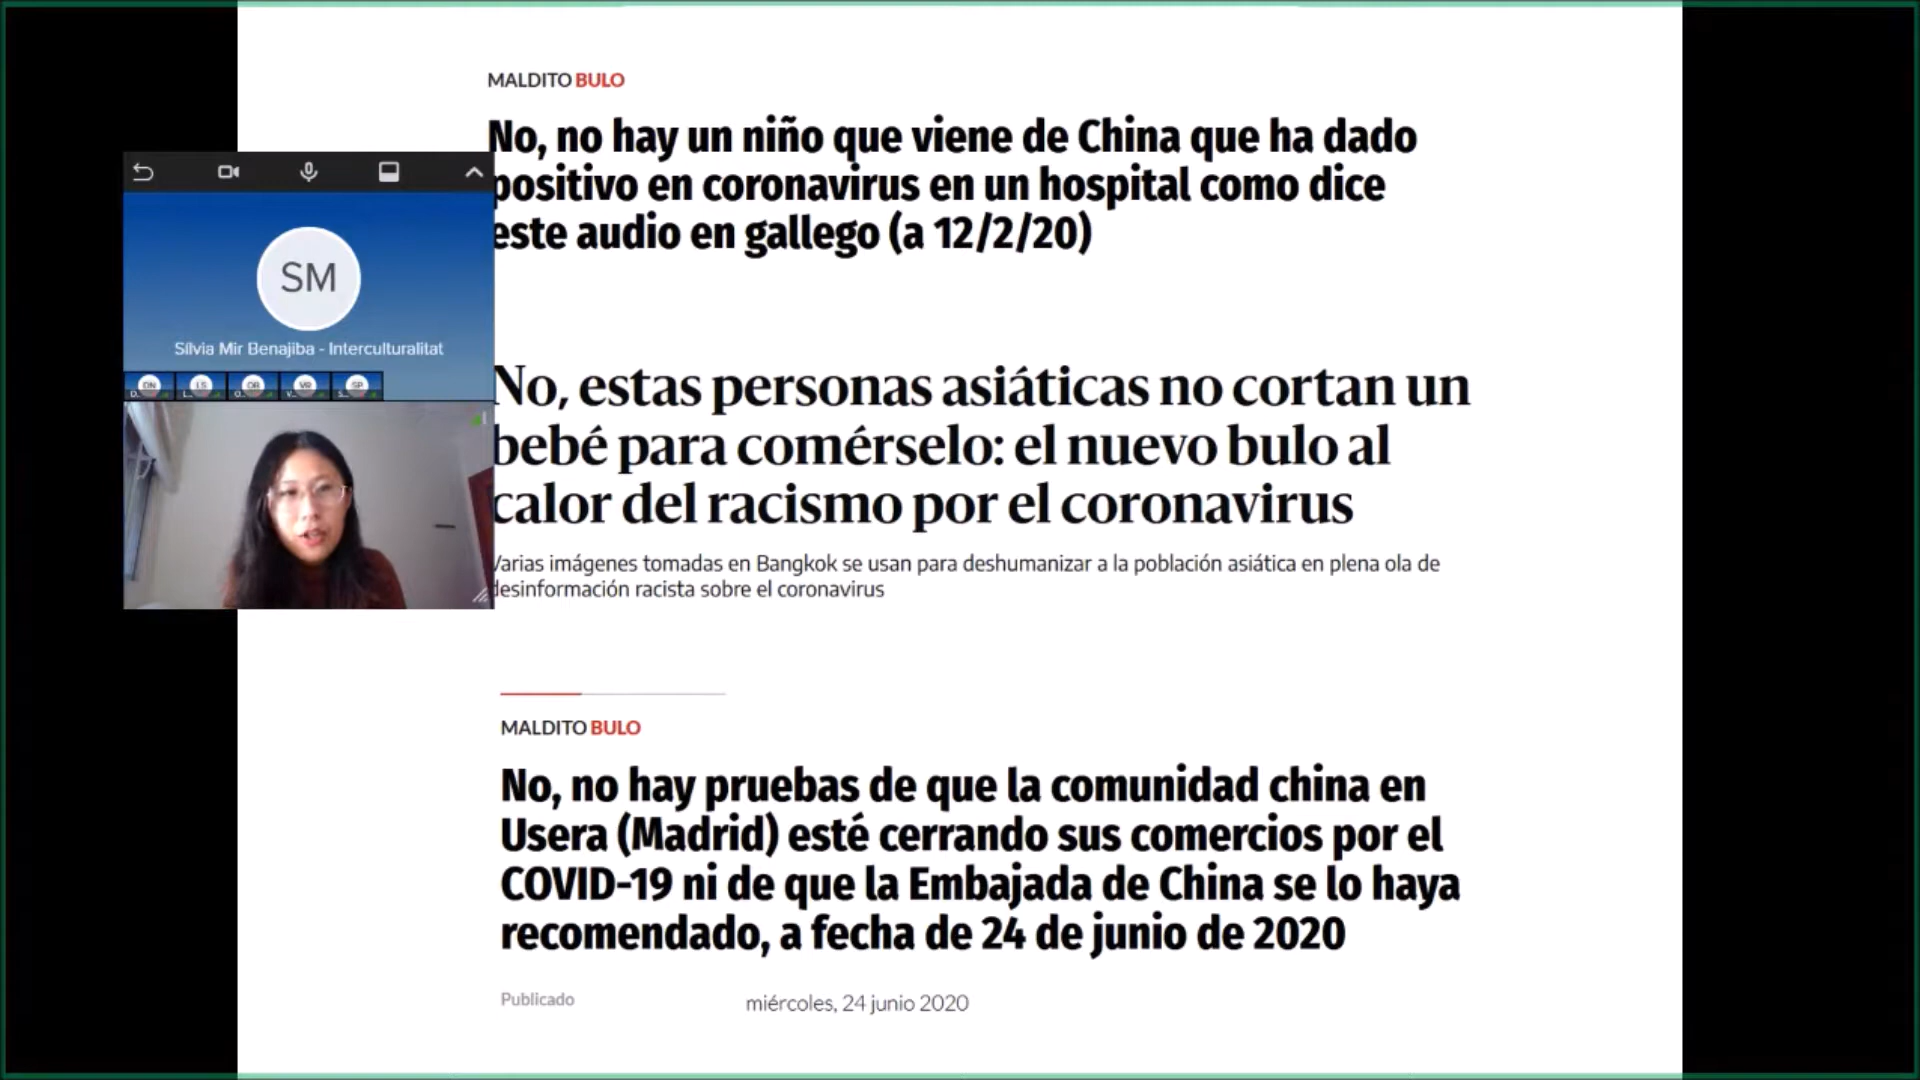 MALDITO BULO
No, no hay un niño que viene de China que ha dado
positivo en coronavirus en un hospital como dice
este audio en gallego (a 12/2/20)
SM
Sílvia Mir Benajiba - Interculturalitat
DN LS OB VR SP
No, estas personas asiáticas no cortan un
bebé para comérselo: el nuevo bulo al
calor del racismo por el coronavirus
Varias imágenes tomadas en Bangkok se usan para deshumanizar a la población asiática en plena ola de
desinformación racista sobre el coronavirus
MALDITO BULO
No, no hay pruebas de que la comunidad china en
Usera (Madrid) esté cerrando sus comercios por el
COVID-19 ni de que la Embajada de China se lo haya
recomendado, a fecha de 24 de junio de 2020
Publicado miércoles, 24 junio 2020